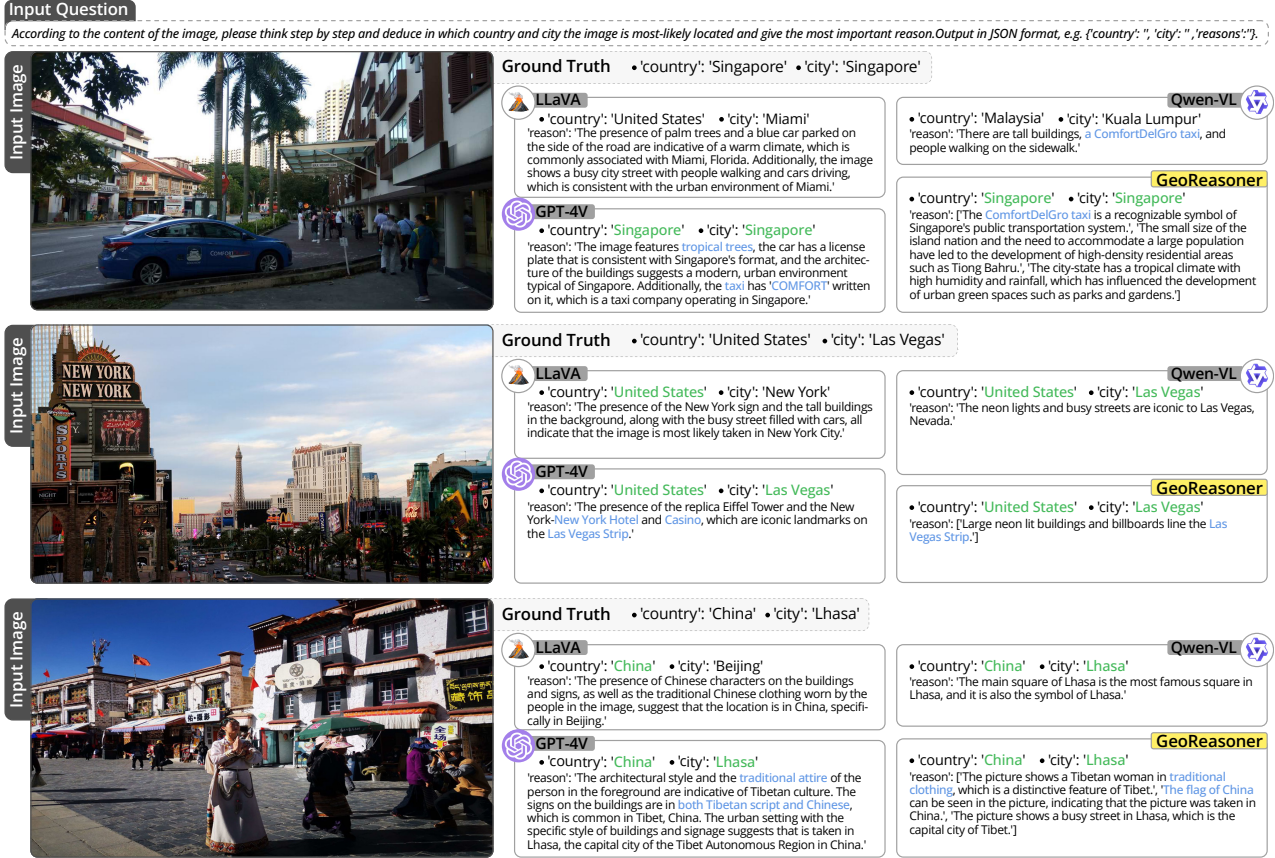 Input Question
According to the content of the image, please think step by step and deduce in which country and city the image is most-likely located and give the most important reason.Output in JSON format, e.g. {'country': '', 'city': '' ,'reasons':''}.
Input Image
COMFORT
Ground Truth • 'country': 'Singapore' • 'city': 'Singapore'
LLaVA
• 'country': 'United States' • 'city': 'Miami'
'reason': 'The presence of palm trees and a blue car parked on
the side of the road are indicative of a warm climate, which is
commonly associated with Miami, Florida. Additionally, the image
shows a busy city street with people walking and cars driving,
which is consistent with the urban environment of Miami.'
Qwen-VL
• 'country': 'Malaysia' • 'city': 'Kuala Lumpur'
'reason': 'There are tall buildings, a ComfortDelGro taxi, and
people walking on the sidewalk.'
GPT-4V
• 'country': 'Singapore' • 'city': 'Singapore'
'reason': 'The image features tropical trees, the car has a license
plate that is consistent with Singapore's format, and the architec-
ture of the buildings suggests a modern, urban environment
typical of Singapore. Additionally, the taxi has 'COMFORT' written
on it, which is a taxi company operating in Singapore.'
GeoReasoner
• 'country': 'Singapore' • 'city': 'Singapore'
'reason': ['The ComfortDelGro taxi is a recognizable symbol of
Singapore's public transportation system.', 'The small size of the
island nation and the need to accommodate a large population
have led to the development of high-density residential areas
such as Tiong Bahru.', 'The city-state has a tropical climate with
high humidity and rainfall, which has influenced the development
of urban green spaces such as parks and gardens.']
Input Image
NEW YORK
NEW YORK
ZUMANITY
SPORTS
NIGHT
Ground Truth • 'country': 'United States' • 'city': 'Las Vegas'
LLaVA
• 'country': 'United States' • 'city': 'New York'
'reason': 'The presence of the New York sign and the tall buildings
in the background, along with the busy street filled with cars, all
indicate that the image is most likely taken in New York City.'
Qwen-VL
• 'country': 'United States' • 'city': 'Las Vegas'
'reason': 'The neon lights and busy streets are iconic to Las Vegas,
Nevada.'
GPT-4V
• 'country': 'United States' • 'city': 'Las Vegas'
'reason': 'The presence of the replica Eiffel Tower and the New
York-New York Hotel and Casino, which are iconic landmarks on
the Las Vegas Strip.'
GeoReasoner
• 'country': 'United States' • 'city': 'Las Vegas'
'reason': ['Large neon lit buildings and billboards line the Las
Vegas Strip.']
Input Image
佑·摄影
全场
Ground Truth • 'country': 'China' • 'city': 'Lhasa'
LLaVA
• 'country': 'China' • 'city': 'Beijing'
'reason': 'The presence of Chinese characters on the buildings
and signs, as well as the traditional Chinese clothing worn by the
people in the image, suggest that the location is in China, specifi-
cally in Beijing.'
Qwen-VL
• 'country': 'China' • 'city': 'Lhasa'
'reason': 'The main square of Lhasa is the most famous square in
Lhasa, and it is also the symbol of Lhasa.'
GPT-4V
• 'country': 'China' • 'city': 'Lhasa'
'reason': 'The architectural style and the traditional attire of the
person in the foreground are indicative of Tibetan culture. The
signs on the buildings are in both Tibetan script and Chinese,
which is common in Tibet, China. The urban setting with the
specific style of buildings and signage suggests that is taken in
Lhasa, the capital city of the Tibet Autonomous Region in China.'
GeoReasoner
• 'country': 'China' • 'city': 'Lhasa'
'reason': ['The picture shows a Tibetan woman in traditional
clothing, which is a distinctive feature of Tibet.', 'The flag of China
can be seen in the picture, indicating that the picture was taken in
China.', 'The picture shows a busy street in Lhasa, which is the
capital city of Tibet.']